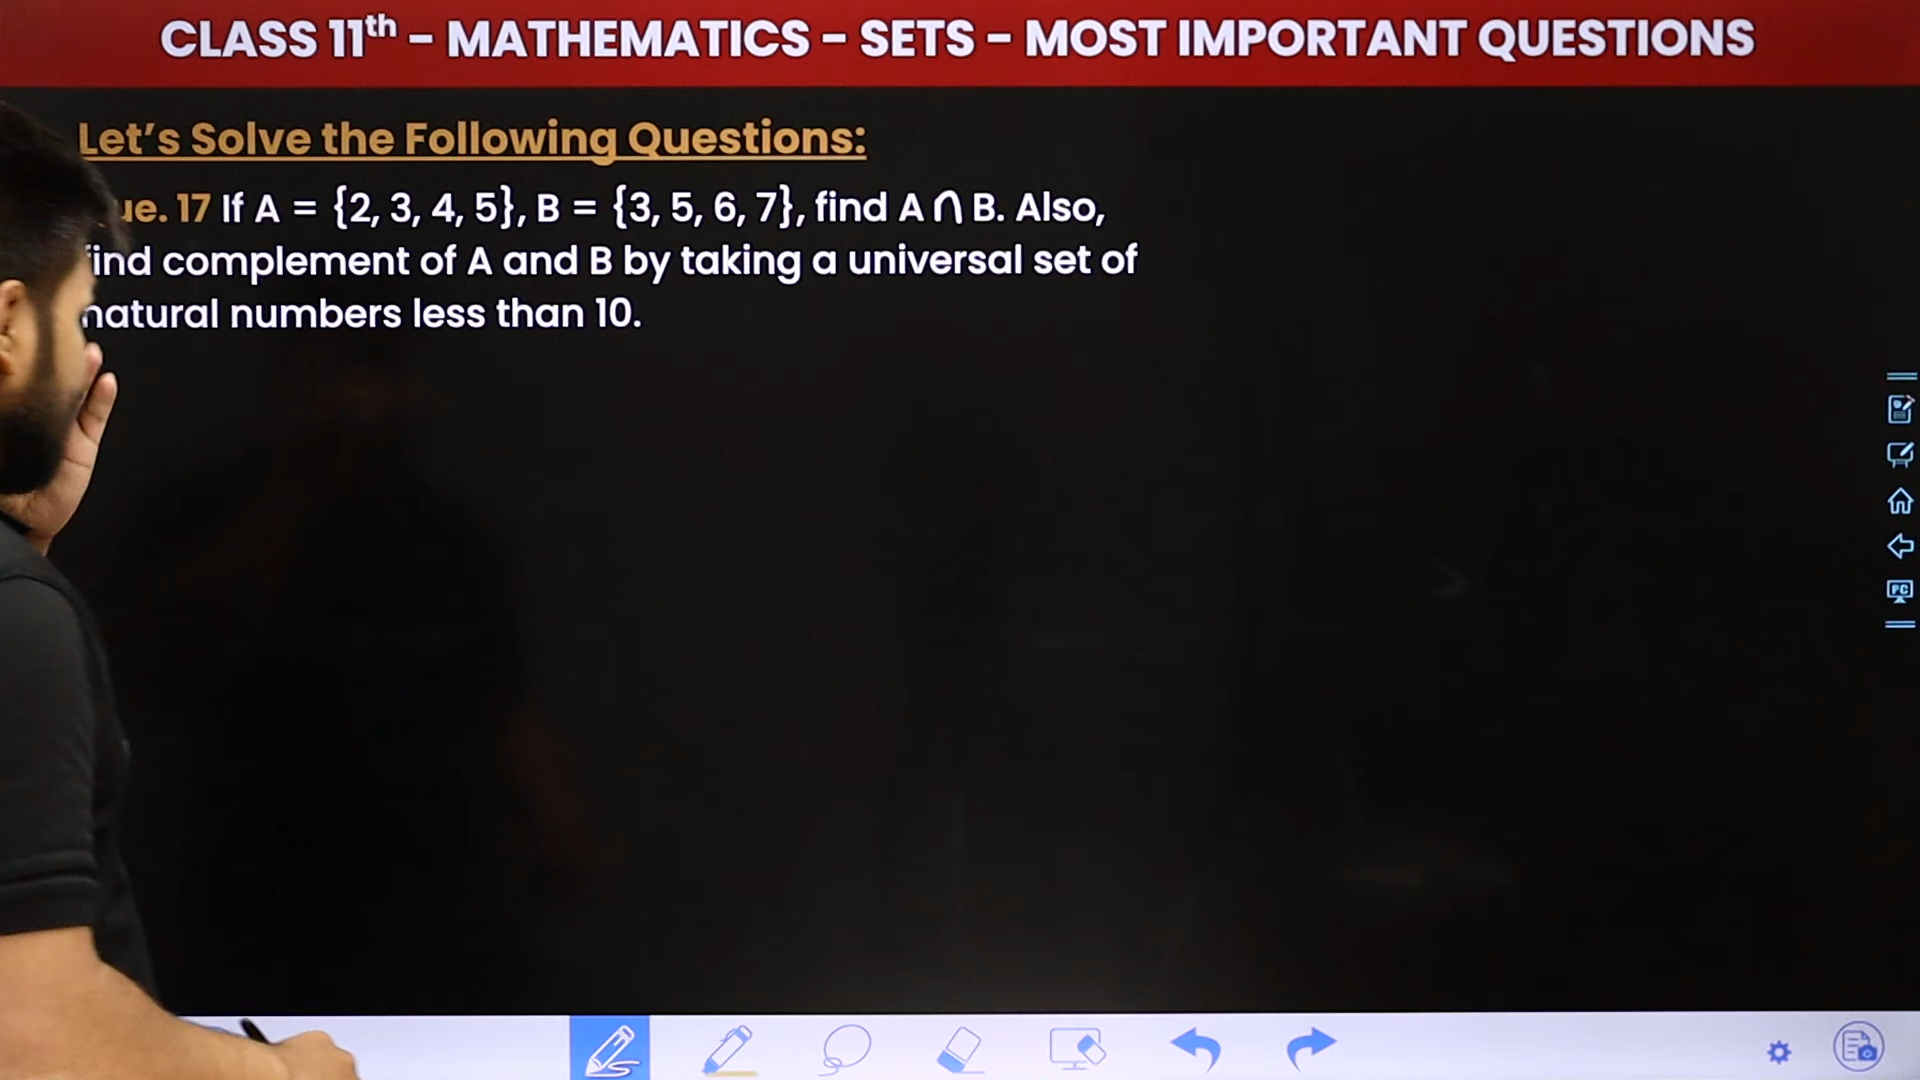 CLASS 11th – MATHEMATICS – SETS – MOST IMPORTANT QUESTIONS
Let’s Solve the Following Questions:
ue. 17 If A = {2, 3, 4, 5}, B = {3, 5, 6, 7}, find A ∩ B. Also,
find complement of A and B by taking a universal set of
natural numbers less than 10.
PC